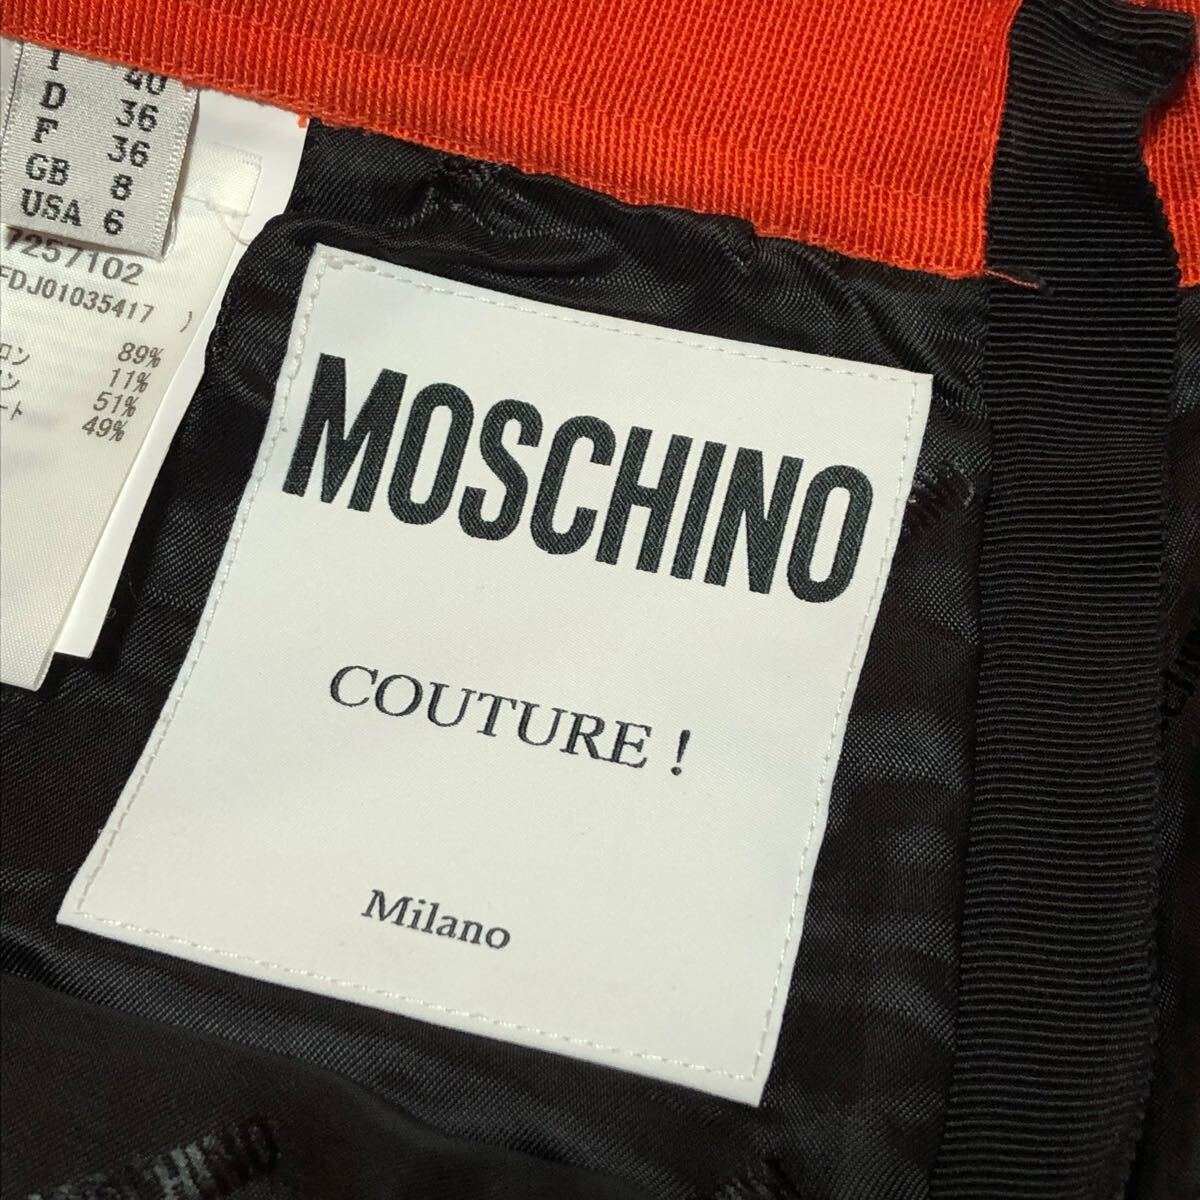 I 40
D 36
F 36
GB 8
USA 6
7257102
FDJ01035417 )
ロン 89%
ン 11%
ート 51%
49%
MOSCHINO
COUTURE !
Milano